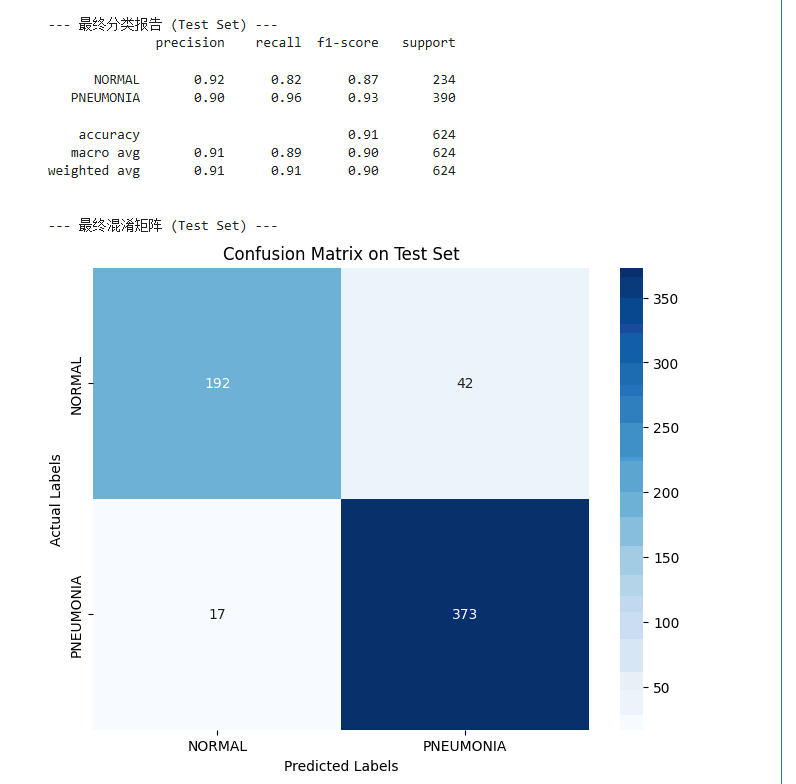 --- 最终分类报告 (Test Set) ---
precision recall f1-score support
NORMAL 0.92 0.82 0.87 234
PNEUMONIA 0.90 0.96 0.93 390
accuracy 0.91 624
macro avg 0.91 0.89 0.90 624
weighted avg 0.91 0.91 0.90 624
--- 最终混淆矩阵 (Test Set) ---
Confusion Matrix on Test Set
NORMAL
PNEUMONIA
Actual Labels
192 42
17 373
NORMAL PNEUMONIA
Predicted Labels
350
300
250
200
150
100
50